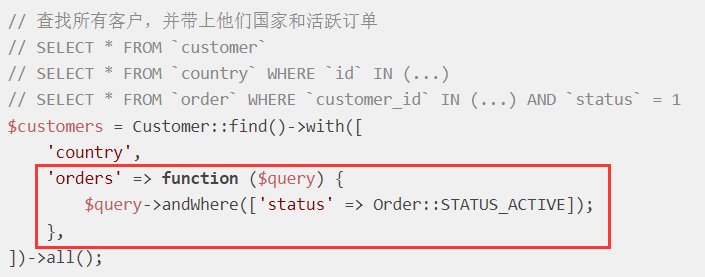 // 查找所有客户，并带上他们国家和活跃订单
// SELECT * FROM `customer`
// SELECT * FROM `country` WHERE `id` IN (...)
// SELECT * FROM `order` WHERE `customer_id` IN (...) AND `status` = 1
$customers = Customer::find()->with([
    'country',
    'orders' => function ($query) {
        $query->andWhere(['status' => Order::STATUS_ACTIVE]);
    },
])->all();